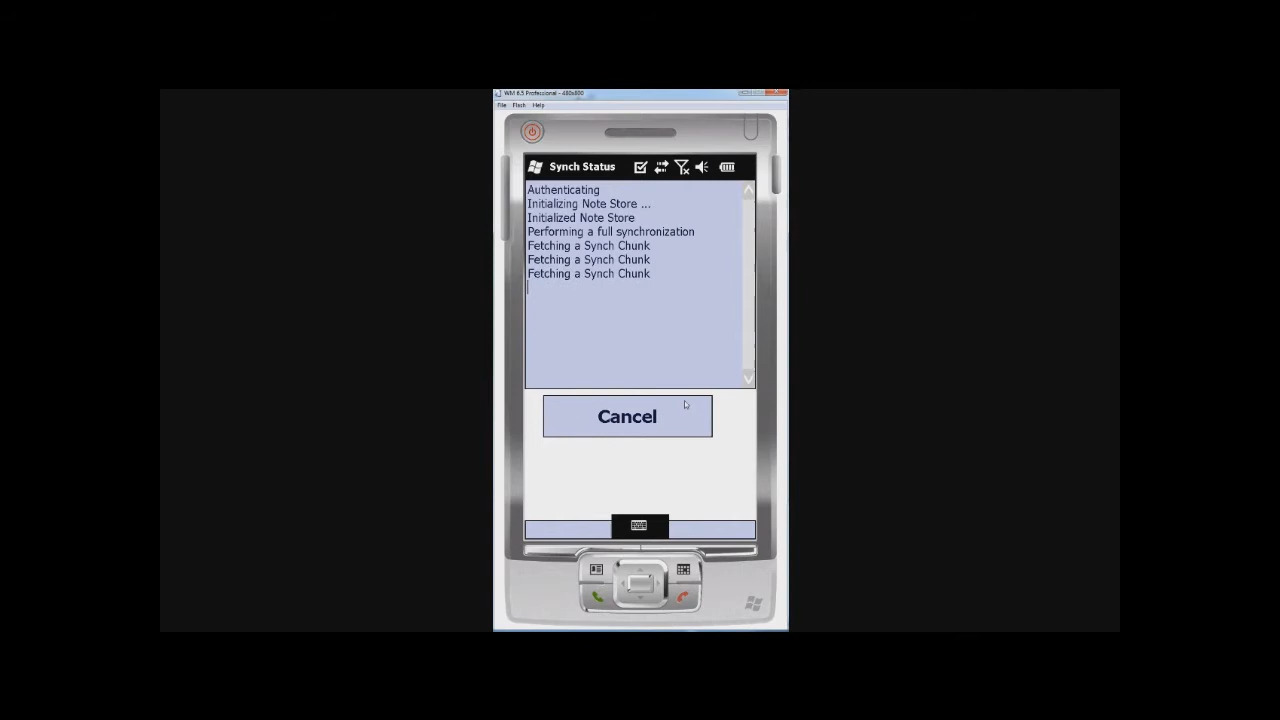 WM 6.5 Professional - 480x800
File Flash Help
Synch Status
Authenticating
Initializing Note Store ...
Initialized Note Store
Performing a full synchronization
Fetching a Synch Chunk
Fetching a Synch Chunk
Fetching a Synch Chunk
Cancel